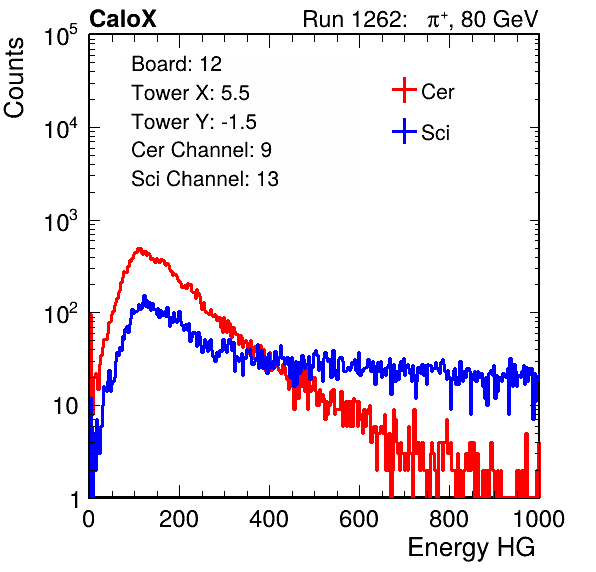 CaloX Run 1262: π⁺, 80 GeV
Counts
10⁵
10⁴
10³
10²
10
1
Board: 12
Tower X: 5.5
Tower Y: -1.5
Cer Channel: 9
Sci Channel: 13
Cer
Sci
0 200 400 600 800 1000
Energy HG